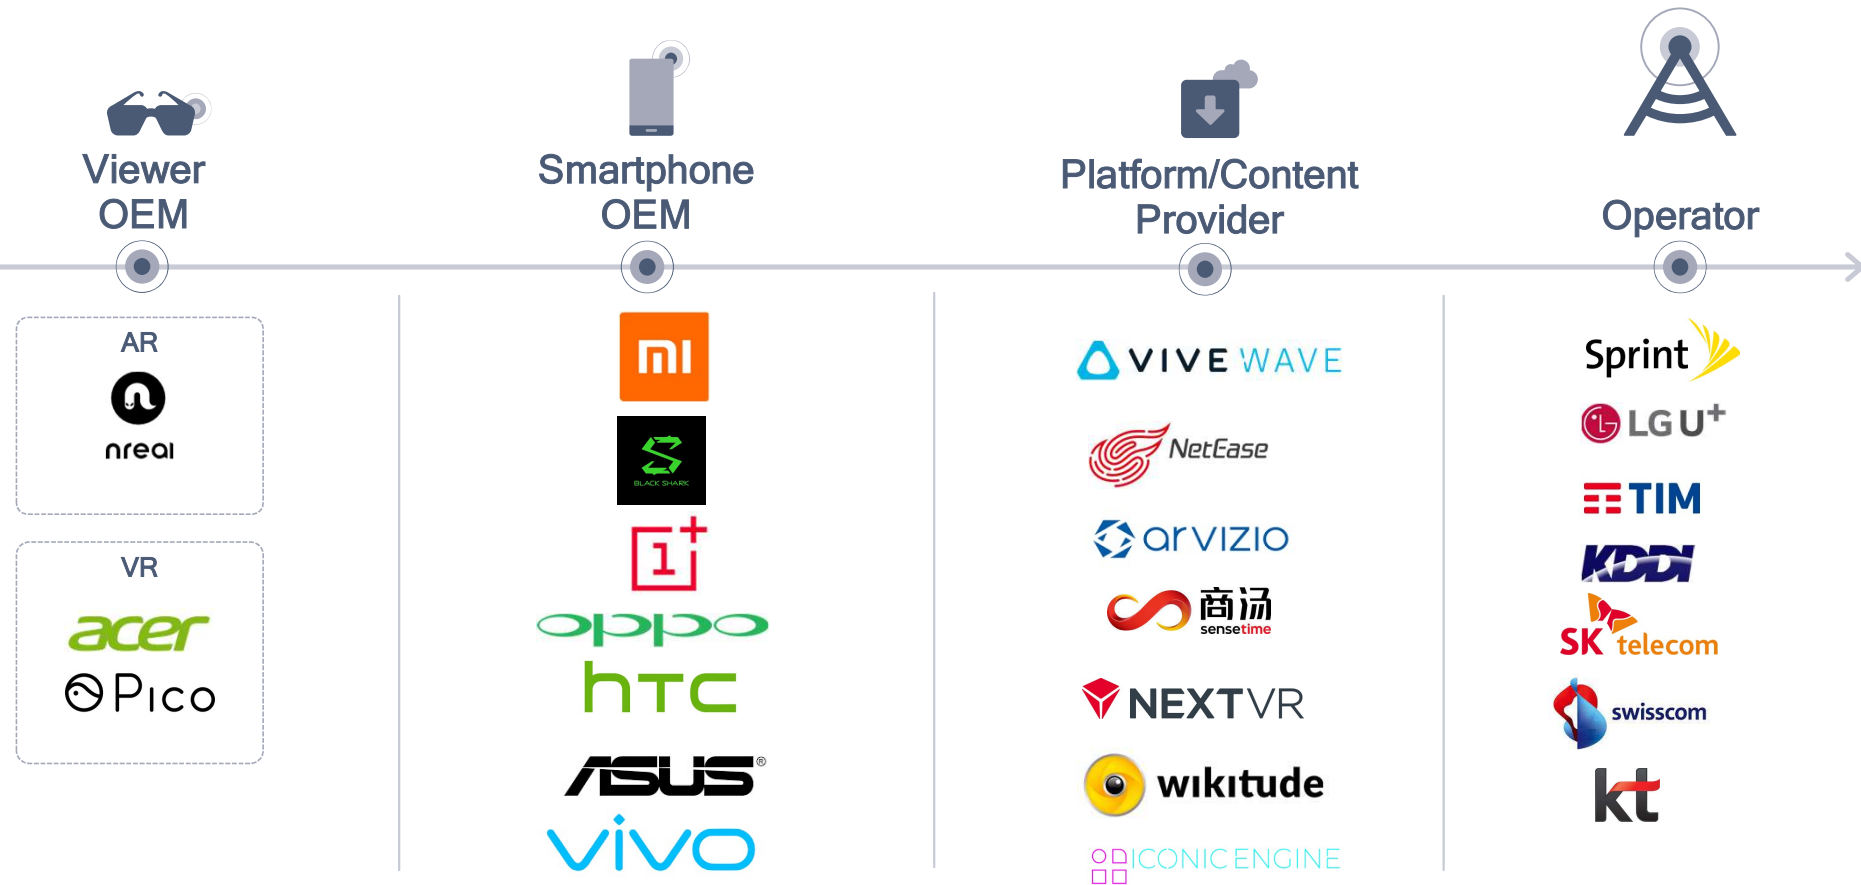 Viewer
OEM
Smartphone
OEM
Platform/Content
Provider
Operator
AR
nreal
VR
acer
Pico
mi
BLACK SHARK
1+
oppo
hTC
ASUS®
vivo
VIVE WAVE
NetEase
arvizio
商汤
sensetime
NEXTVR
wikitude
ICONIC ENGINE
Sprint
LG U+
TIM
KDDI
SK telecom
swisscom
kt